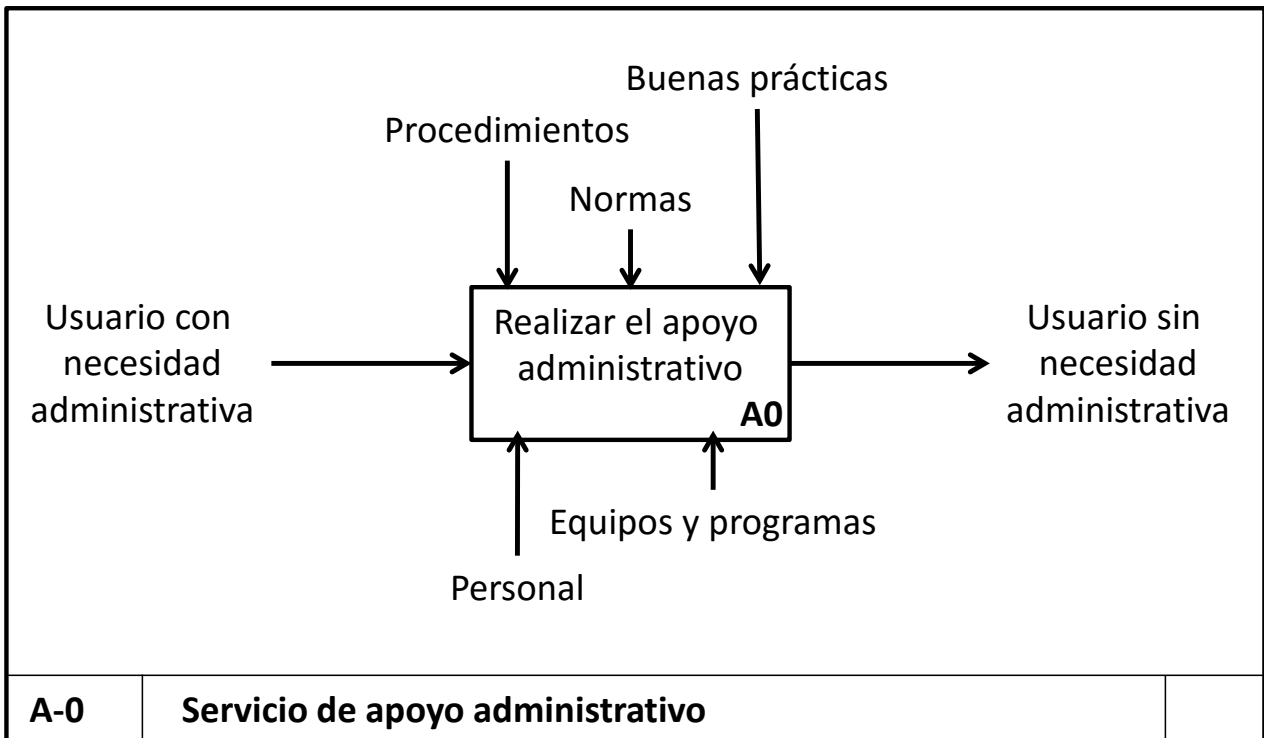 Buenas prácticas
Procedimientos
Normas
Usuario con
necesidad
administrativa
Realizar el apoyo
administrativo
A0
Usuario sin
necesidad
administrativa
Equipos y programas
Personal
A-0
Servicio de apoyo administrativo